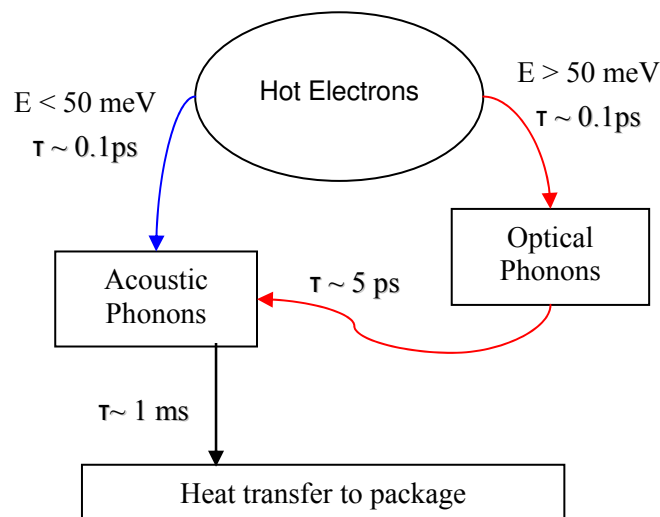 Hot Electrons
E < 50 meV
τ ~ 0.1ps
E > 50 meV
τ ~ 0.1ps
Optical
Phonons
Acoustic
Phonons
τ ~ 5 ps
τ~ 1 ms
Heat transfer to package